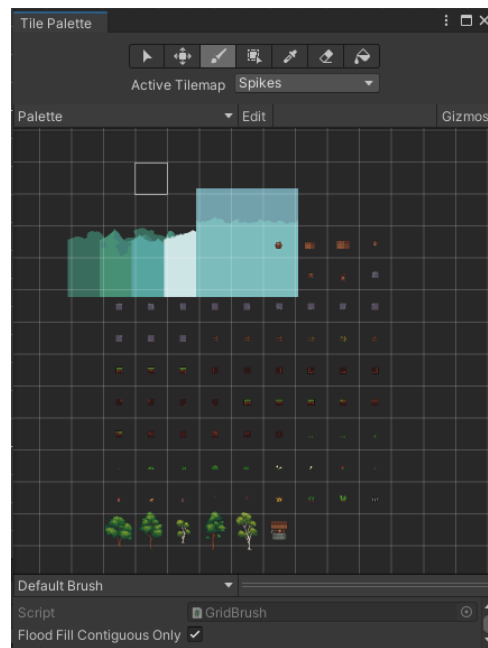 Tile Palette
Active Tilemap Spikes
Palette Edit Gizmos
Default Brush
Script GridBrush
Flood Fill Contiguous Only